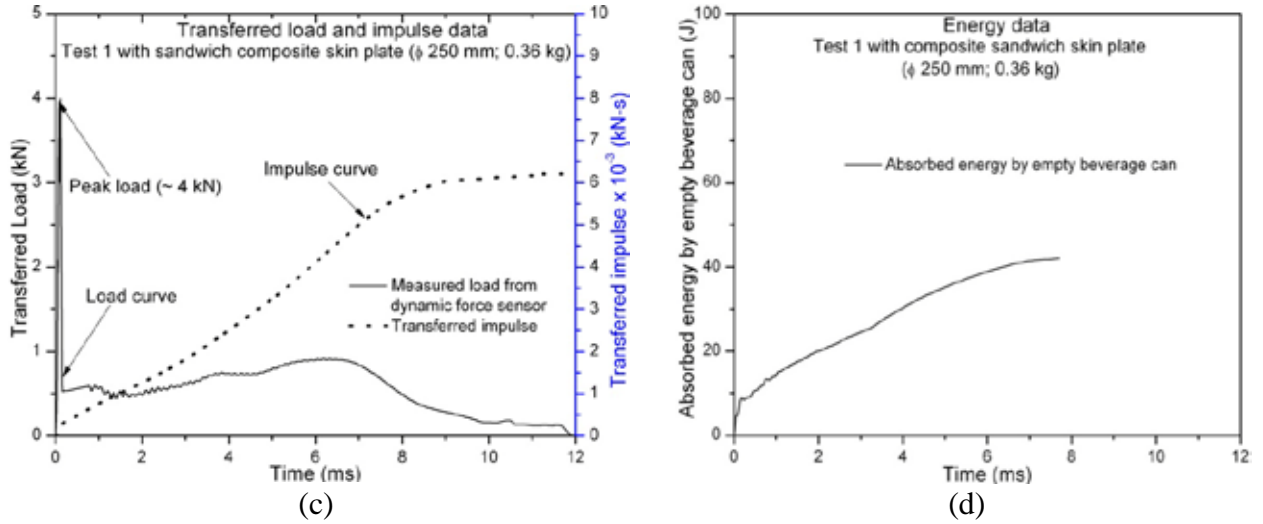 Transferred load and impulse data
Test 1 with sandwich composite skin plate (ϕ 250 mm; 0.36 kg)
Peak load (~ 4 kN)
Impulse curve
Load curve
Measured load from
dynamic force sensor
Transferred impulse
Transferred Load (kN)
5
4
3
2
1
0
Transferred impulse x 10⁻³ (kN-s)
10
9
8
7
6
5
4
3
2
1
0
0 2 4 6 8 10 12
Time (ms)
(c)
Energy data
Test 1 with composite sandwich skin plate
(ϕ 250 mm; 0.36 kg)
Absorbed energy by empty beverage can
Absorbed energy by empty beverage can (J)
100
80
60
40
20
0
0 2 4 6 8 10 12
Time (ms)
(d)